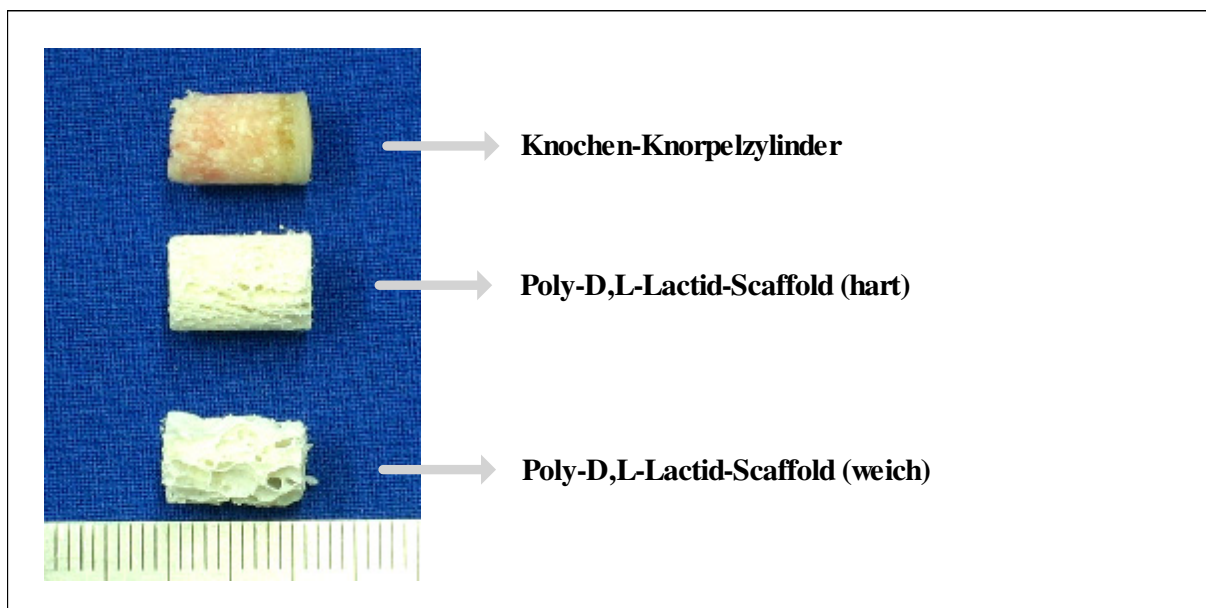 Knochen-Knorpelzylinder
Poly-D,L-Lactid-Scaffold (hart)
Poly-D,L-Lactid-Scaffold (weich)